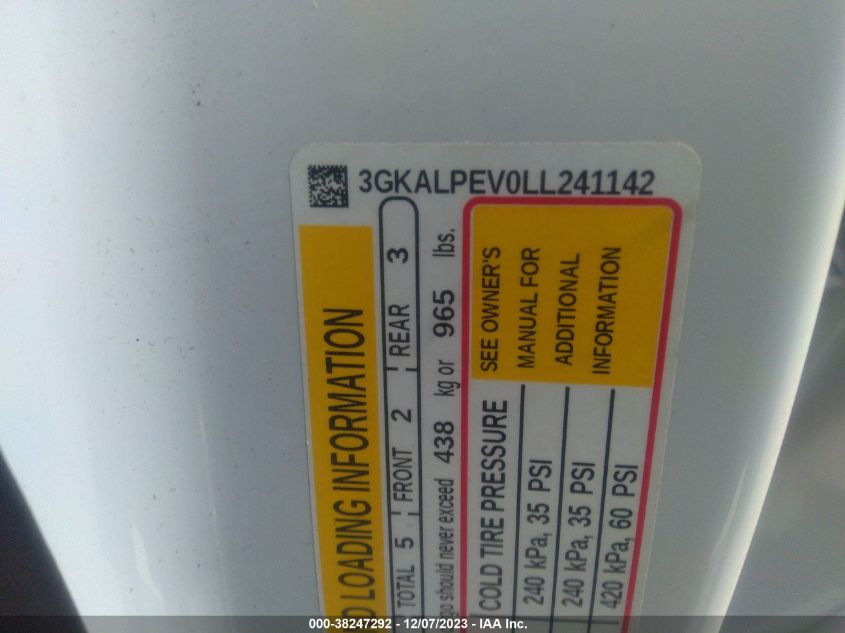 3GKALPEV0LL241142
LOADING INFORMATION
TOTAL 5 FRONT 2 REAR 3
should never exceed 438 kg or 965 lbs.
COLD TIRE PRESSURE
240 kPa, 35 PSI
240 kPa, 35 PSI
420 kPa, 60 PSI
SEE OWNER'S
MANUAL FOR
ADDITIONAL
INFORMATION
000-38247292 - 12/07/2023 - IAA Inc.